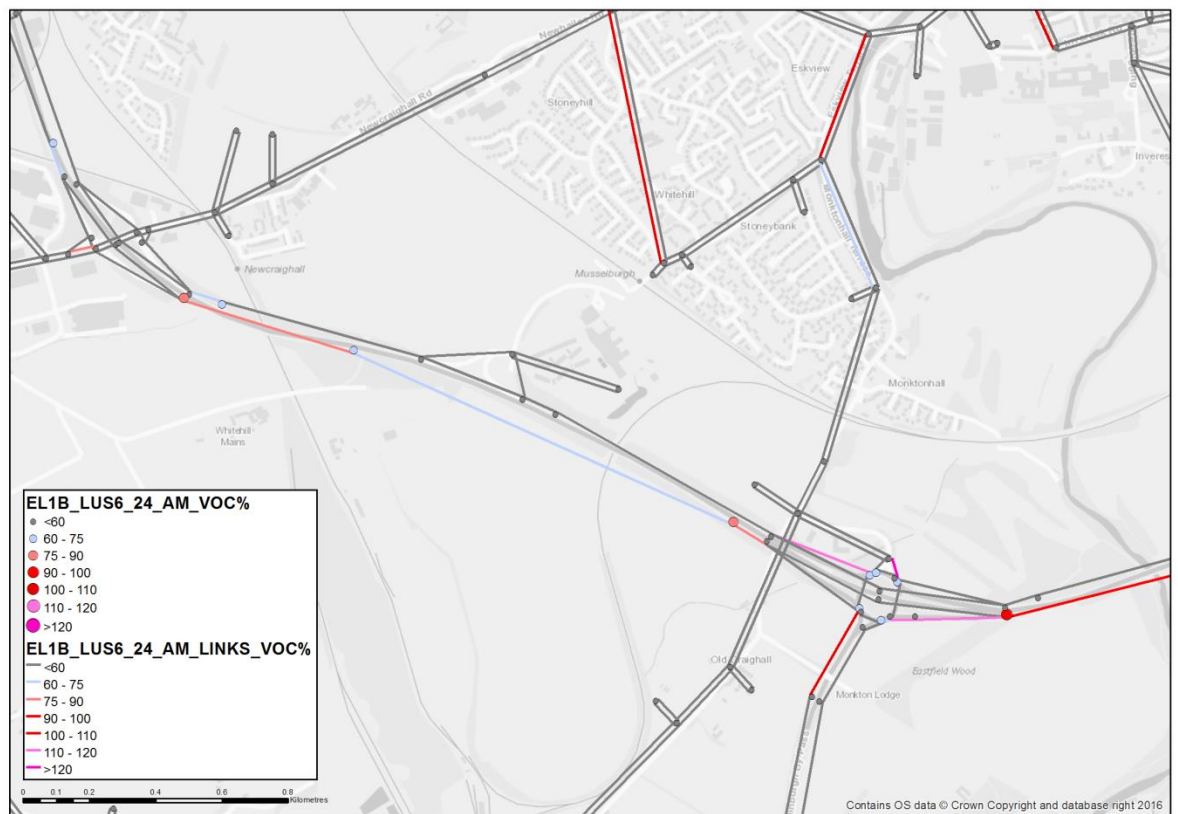 Newcraighall Rd
Eskview
Stoneyhill
Inveres
Whitehill
Stoneybank
Newcraighall
Musselburgh
Monktonhall
Whitehill
Mains
EL1B_LUS6_24_AM_VOC%
<60
60 - 75
75 - 90
90 - 100
100 - 110
110 - 120
>120
EL1B_LUS6_24_AM_LINKS_VOC%
<60
60 - 75
75 - 90
90 - 100
100 - 110
110 - 120
>120
Eastfield Wood
Monkton Lodge
0 0.1 0.2 0.4 0.6 0.8
Kilometres
Contains OS data © Crown Copyright and database right 2016